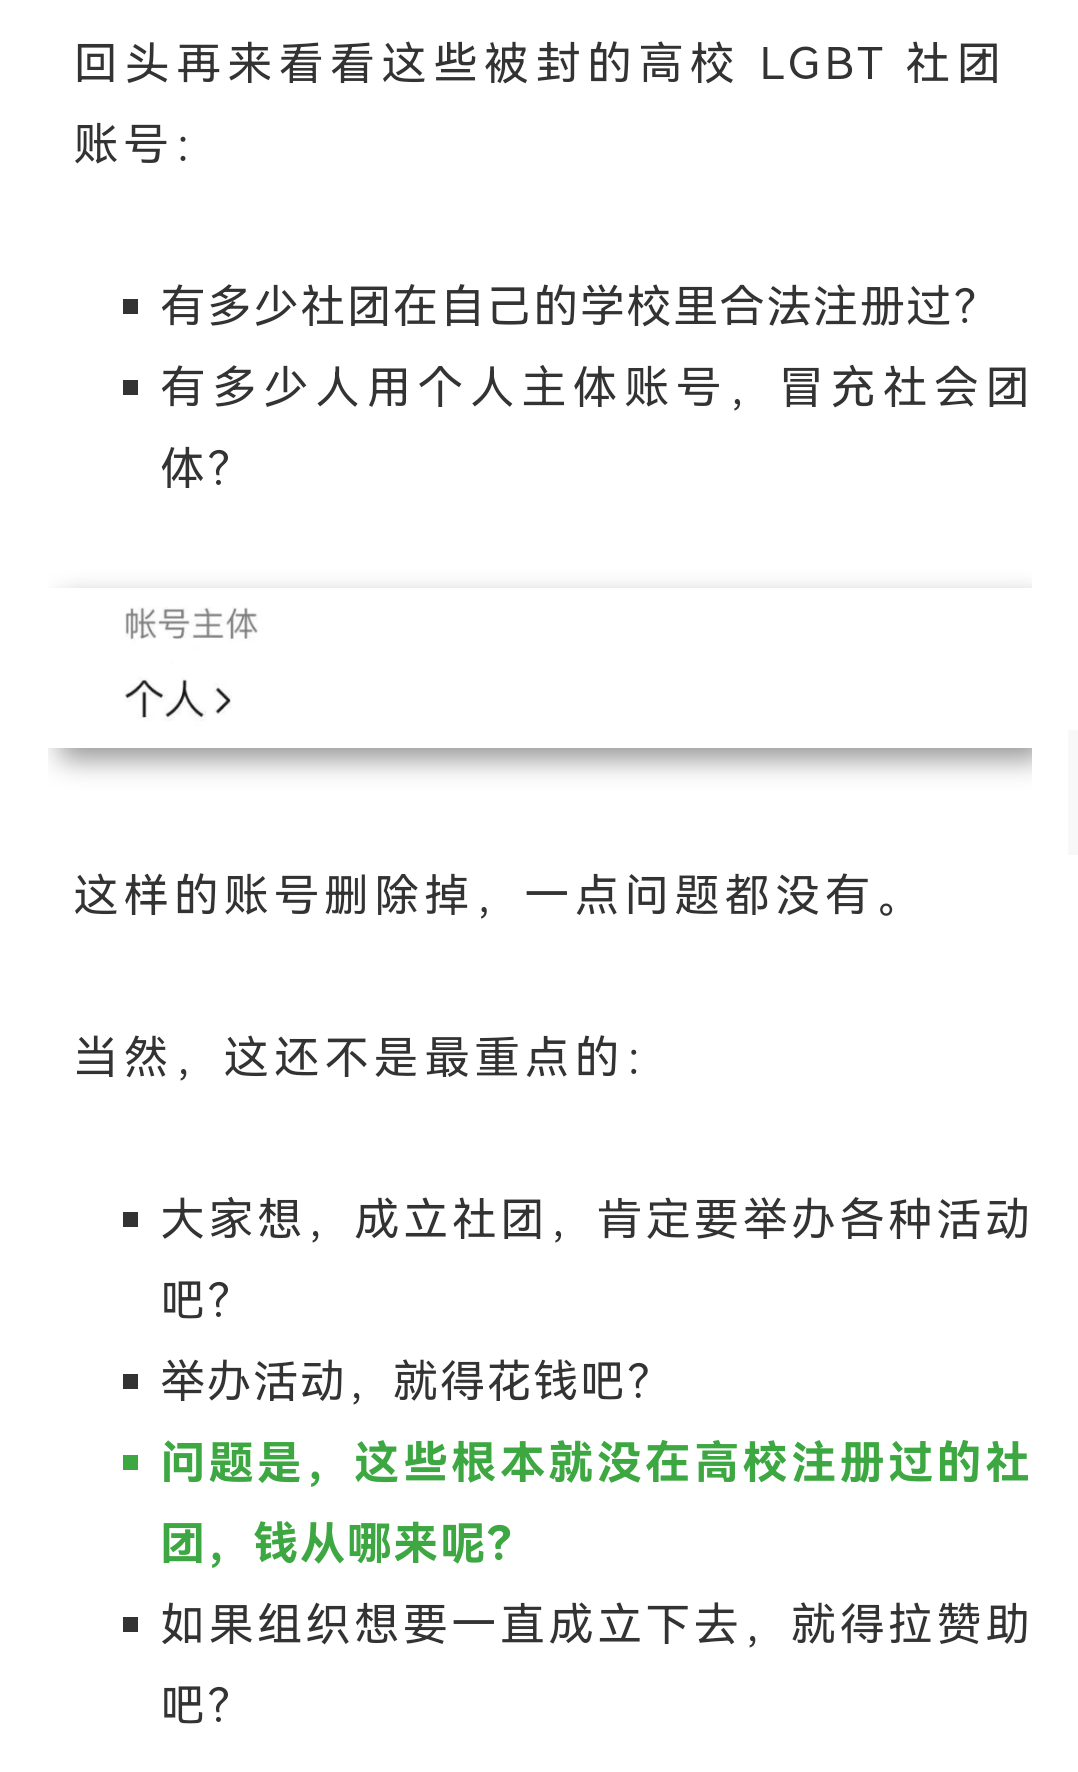 回头再来看看这些被封的高校 LGBT 社团
账号：
有多少社团在自己的学校里合法注册过？
有多少人用个人主体账号，冒充社会团
体？
帐号主体
个人 >
这样的账号删除掉，一点问题都没有。
当然，这还不是最重点的：
大家想，成立社团，肯定要举办各种活动
吧？
举办活动，就得花钱吧？
问题是，这些根本就没在高校注册过的社
团，钱从哪来呢？
如果组织想要一直成立下去，就得拉赞助
吧？